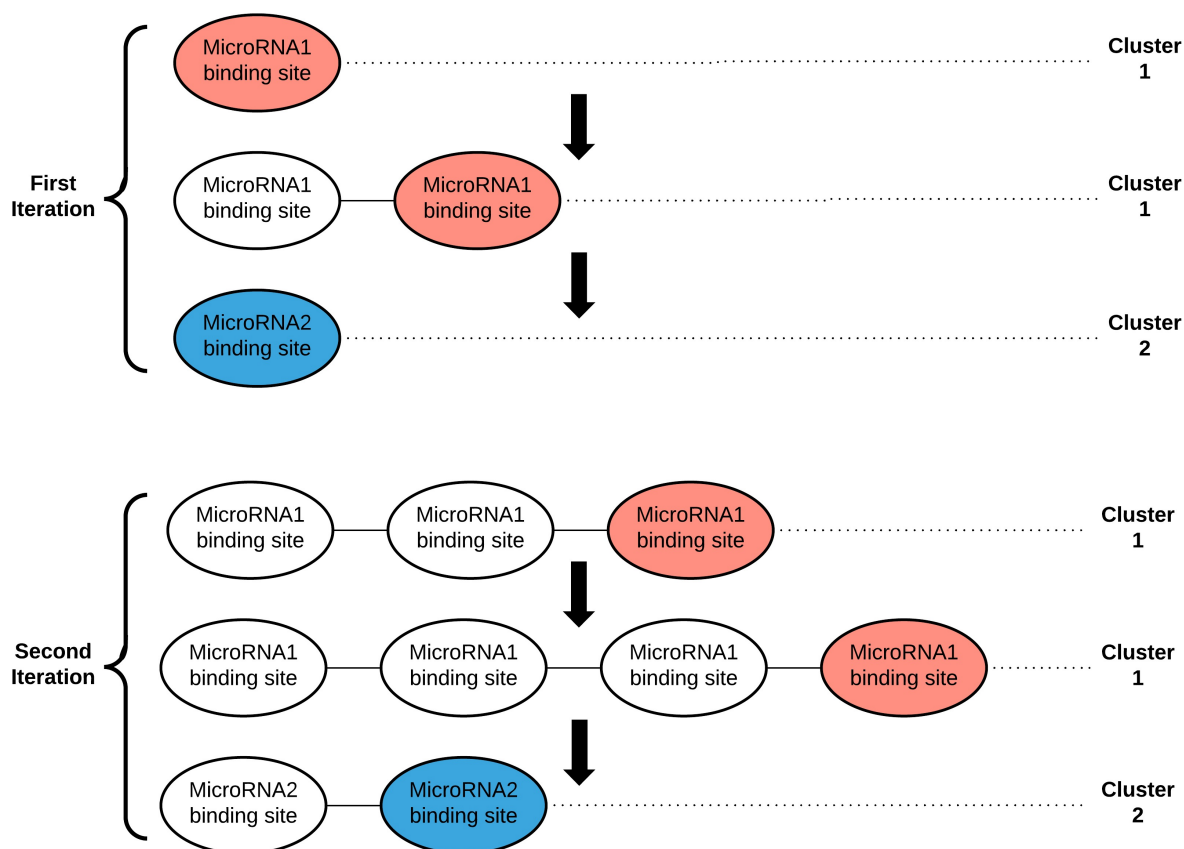 MicroRNA1
binding site
Cluster
1
First
Iteration
MicroRNA1
binding site
MicroRNA1
binding site
Cluster
1
MicroRNA2
binding site
Cluster
2
MicroRNA1
binding site
MicroRNA1
binding site
MicroRNA1
binding site
Cluster
1
Second
Iteration
MicroRNA1
binding site
MicroRNA1
binding site
MicroRNA1
binding site
MicroRNA1
binding site
Cluster
1
MicroRNA2
binding site
MicroRNA2
binding site
Cluster
2